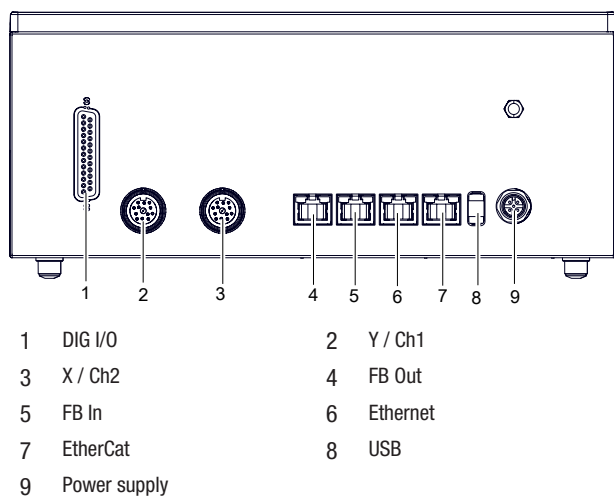 1 2 3 4 5 6 7 8 9
1 DIG I/O
2 Y / Ch1
3 X / Ch2
4 FB Out
5 FB In
6 Ethernet
7 EtherCat
8 USB
9 Power supply